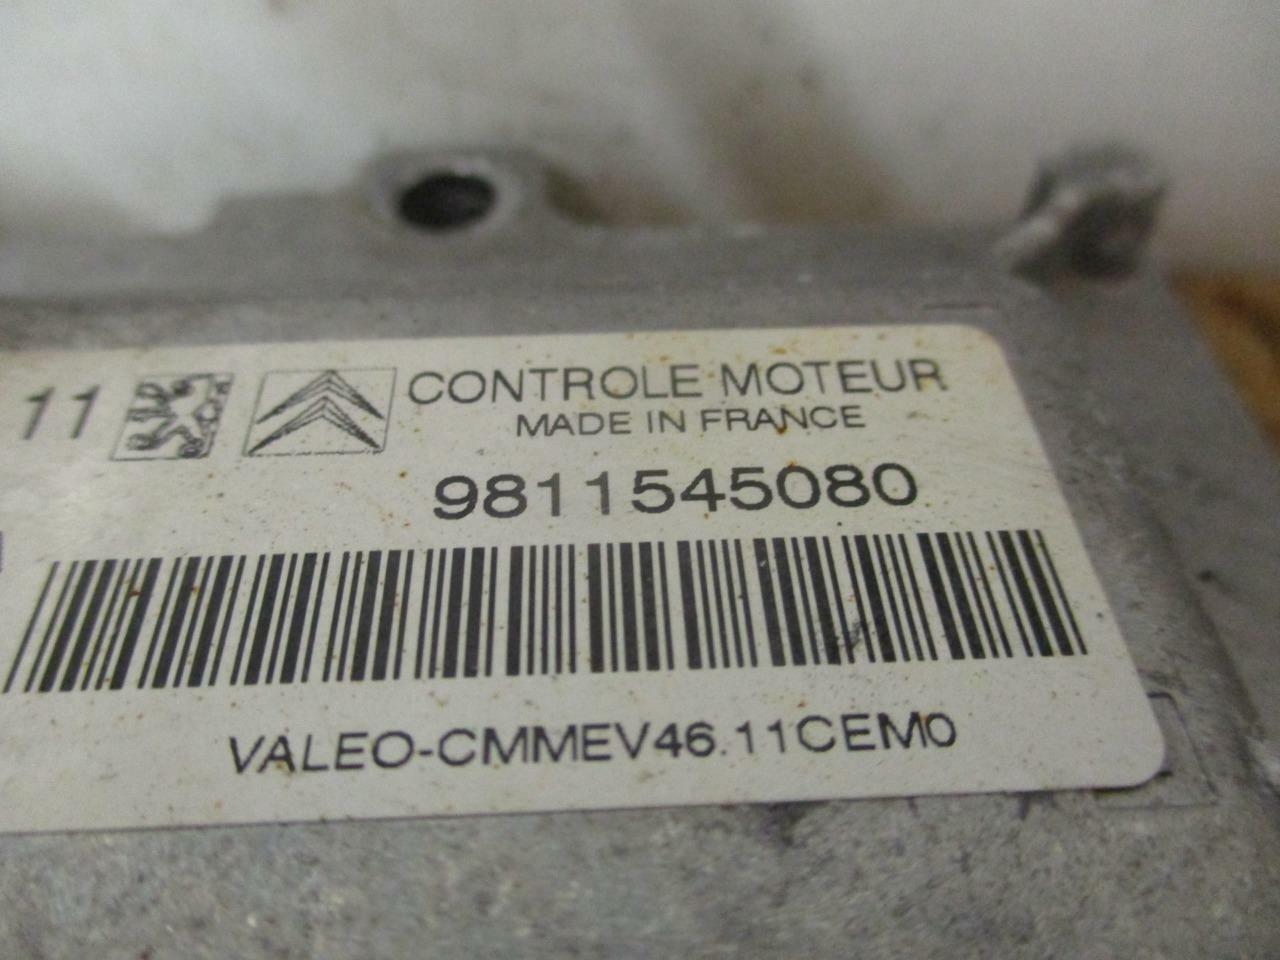 11 CONTROLE MOTEUR
MADE IN FRANCE
9811545080
VALEO-CMMEV46.11CEM0